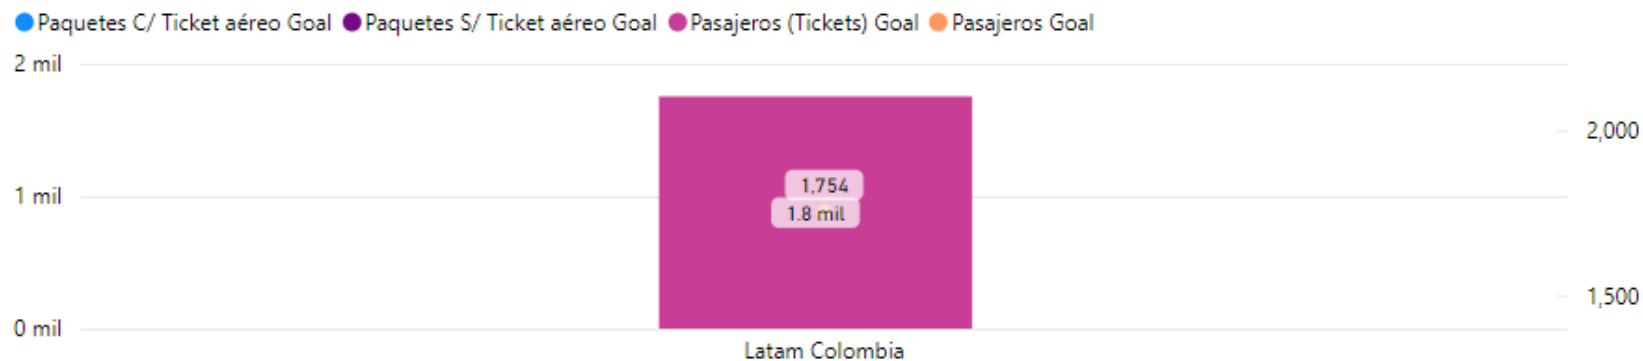 Paquetes C/ Ticket aéreo Goal Paquetes S/ Ticket aéreo Goal Pasajeros (Tickets) Goal Pasajeros Goal
2 mil
2,000
1 mil
1,754
1.8 mil
1,500
0 mil
Latam Colombia